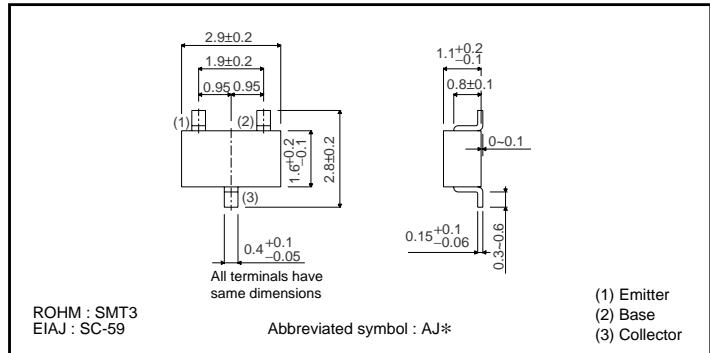 2.9±0.2
1.9±0.2
0.95 0.95
(1)
(2)
(3)
1.6+0.2
−0.1
2.8±0.2
0.4+0.1
−0.05
All terminals have
same dimensions
1.1+0.2
−0.1
0.8±0.1
0~0.1
0.15+0.1
−0.06
0.3~0.6
ROHM : SMT3
EIAJ : SC-59
Abbreviated symbol : AJ*
(1) Emitter
(2) Base
(3) Collector